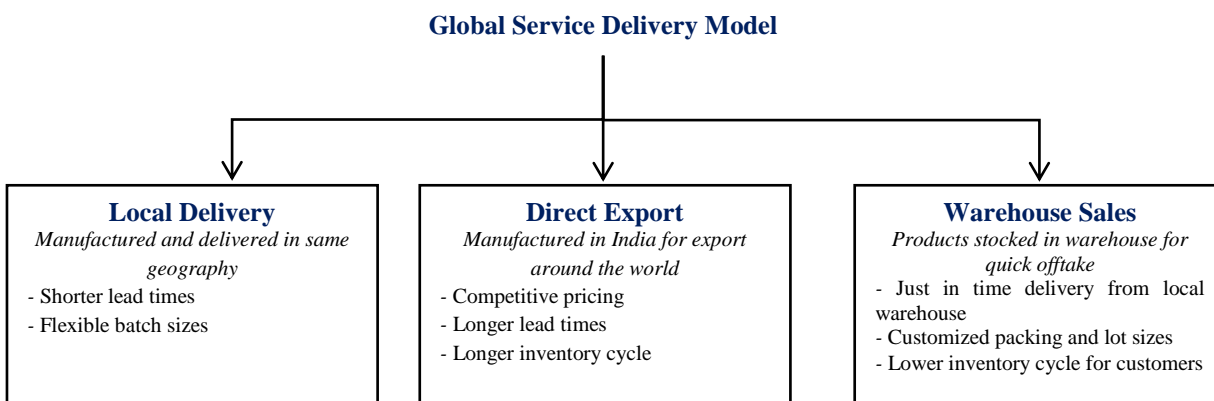 Global Service Delivery Model
Local Delivery
Manufactured and delivered in same
geography
- Shorter lead times
- Flexible batch sizes
Direct Export
Manufactured in India for export
around the world
- Competitive pricing
- Longer lead times
- Longer inventory cycle
Warehouse Sales
Products stocked in warehouse for
quick offtake
- Just in time delivery from local
warehouse
- Customized packing and lot sizes
- Lower inventory cycle for customers